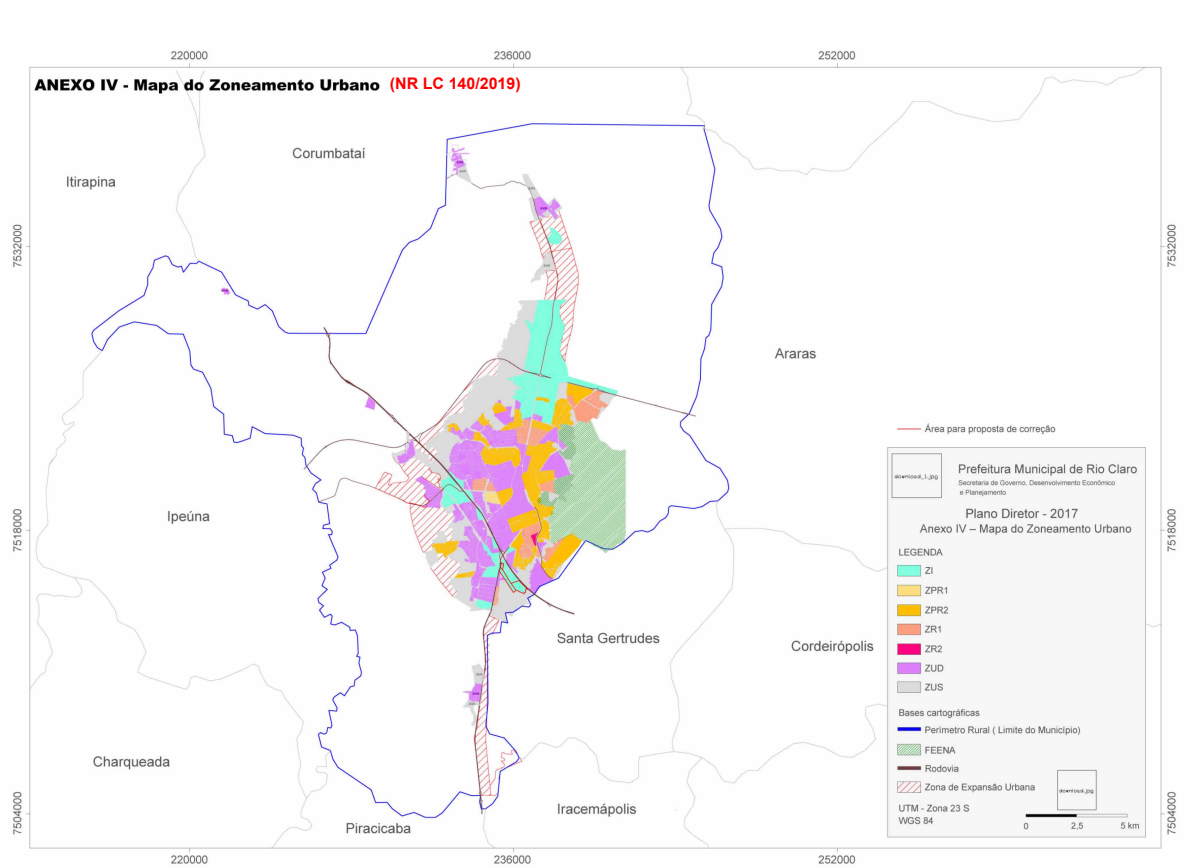 220000
236000
252000
ANEXO IV - Mapa do Zoneamento Urbano (NR LC 140/2019)
Corumbataí
Itirapina
7532000
7532000
Araras
Área para proposta de correção
download_1.jpg
Prefeitura Municipal de Rio Claro
Secretaria de Governo, Desenvolvimento Econômico
e Planejamento
Ipeúna
Plano Diretor - 2017
Anexo IV – Mapa do Zoneamento Urbano
7518000
7518000
LEGENDA
ZI
ZPR1
ZPR2
ZR1
ZR2
ZUD
ZUS
Santa Gertrudes
Cordeirópolis
Bases cartográficas
Perimetro Rural ( Limite do Município)
FEENA
Rodovia
Zona de Expansão Urbana
download.jpg
UTM - Zona 23 S
WGS 84
0 2,5 5 km
Charqueada
Iracemápolis
Piracicaba
7504000
7504000
220000
236000
252000